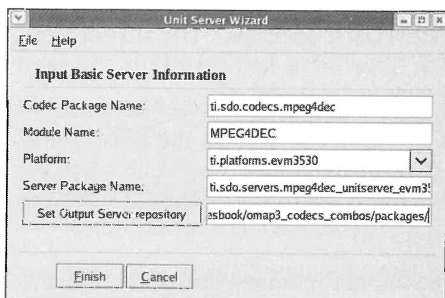 Unit Server Wizard
File Help
Input Basic Server Information
Codec Package Name: ti.sdo.codecs.mpeg4dec
Module Name: MPEG4DEC
Platform: ti.platforms.evm3530
Server Package Name. ti.sdo.servers.mpeg4dec_unitserver_evm35
Set Output Server repository esbook/omap3_codecs_combos/packages/
Finish Cancel